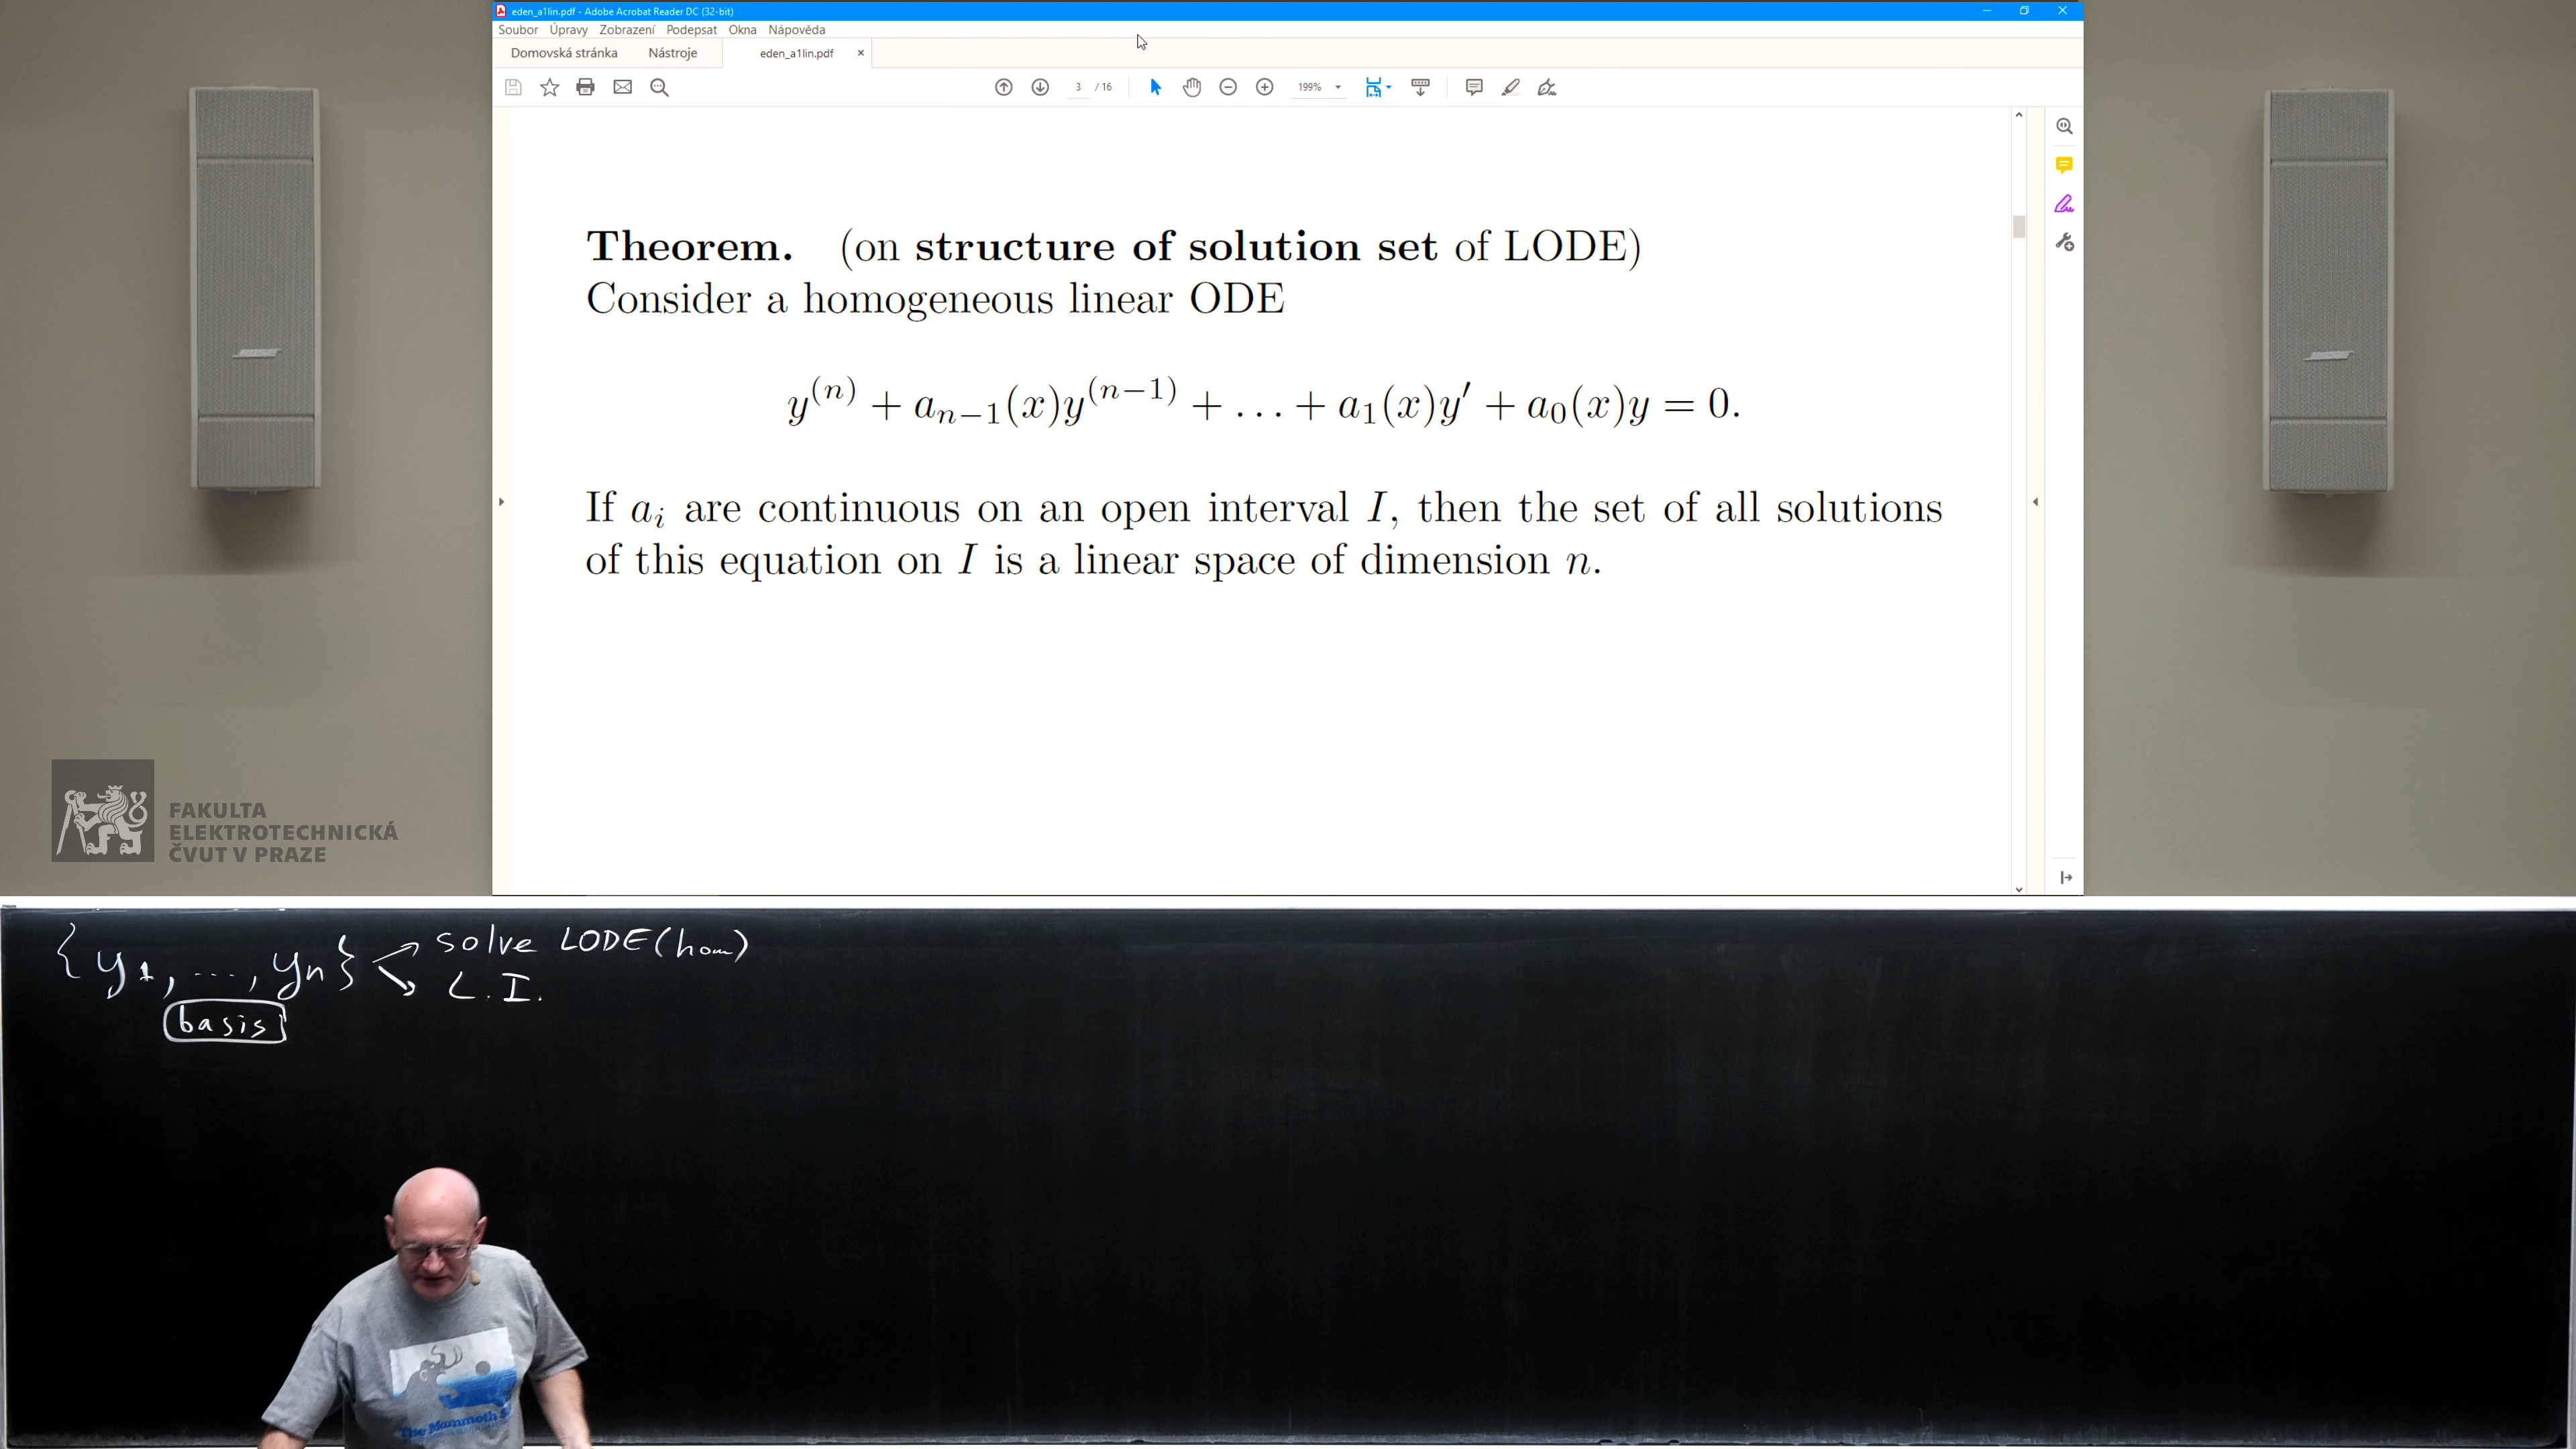 eden_a1lin.pdf - Adobe Acrobat Reader DC (32-bit)
Soubor Úpravy Zobrazení Podepsat Okna Nápověda
Domovská stránka Nástroje eden_a1lin.pdf ×
3 / 16 199%
Theorem. (on structure of solution set of LODE)
Consider a homogeneous linear ODE
y^{(n)} + a_{n−1}(x)y^{(n−1)} + … + a_1(x)y′ + a_0(x)y = 0.
If a_i are continuous on an open interval I, then the set of all solutions
of this equation on I is a linear space of dimension n.
FAKULTA
ELEKTROTECHNICKÁ
ČVUT V PRAZE
{y_1, ..., y_n} solve LODE(hom)
L.I.
basis
The Mammoth